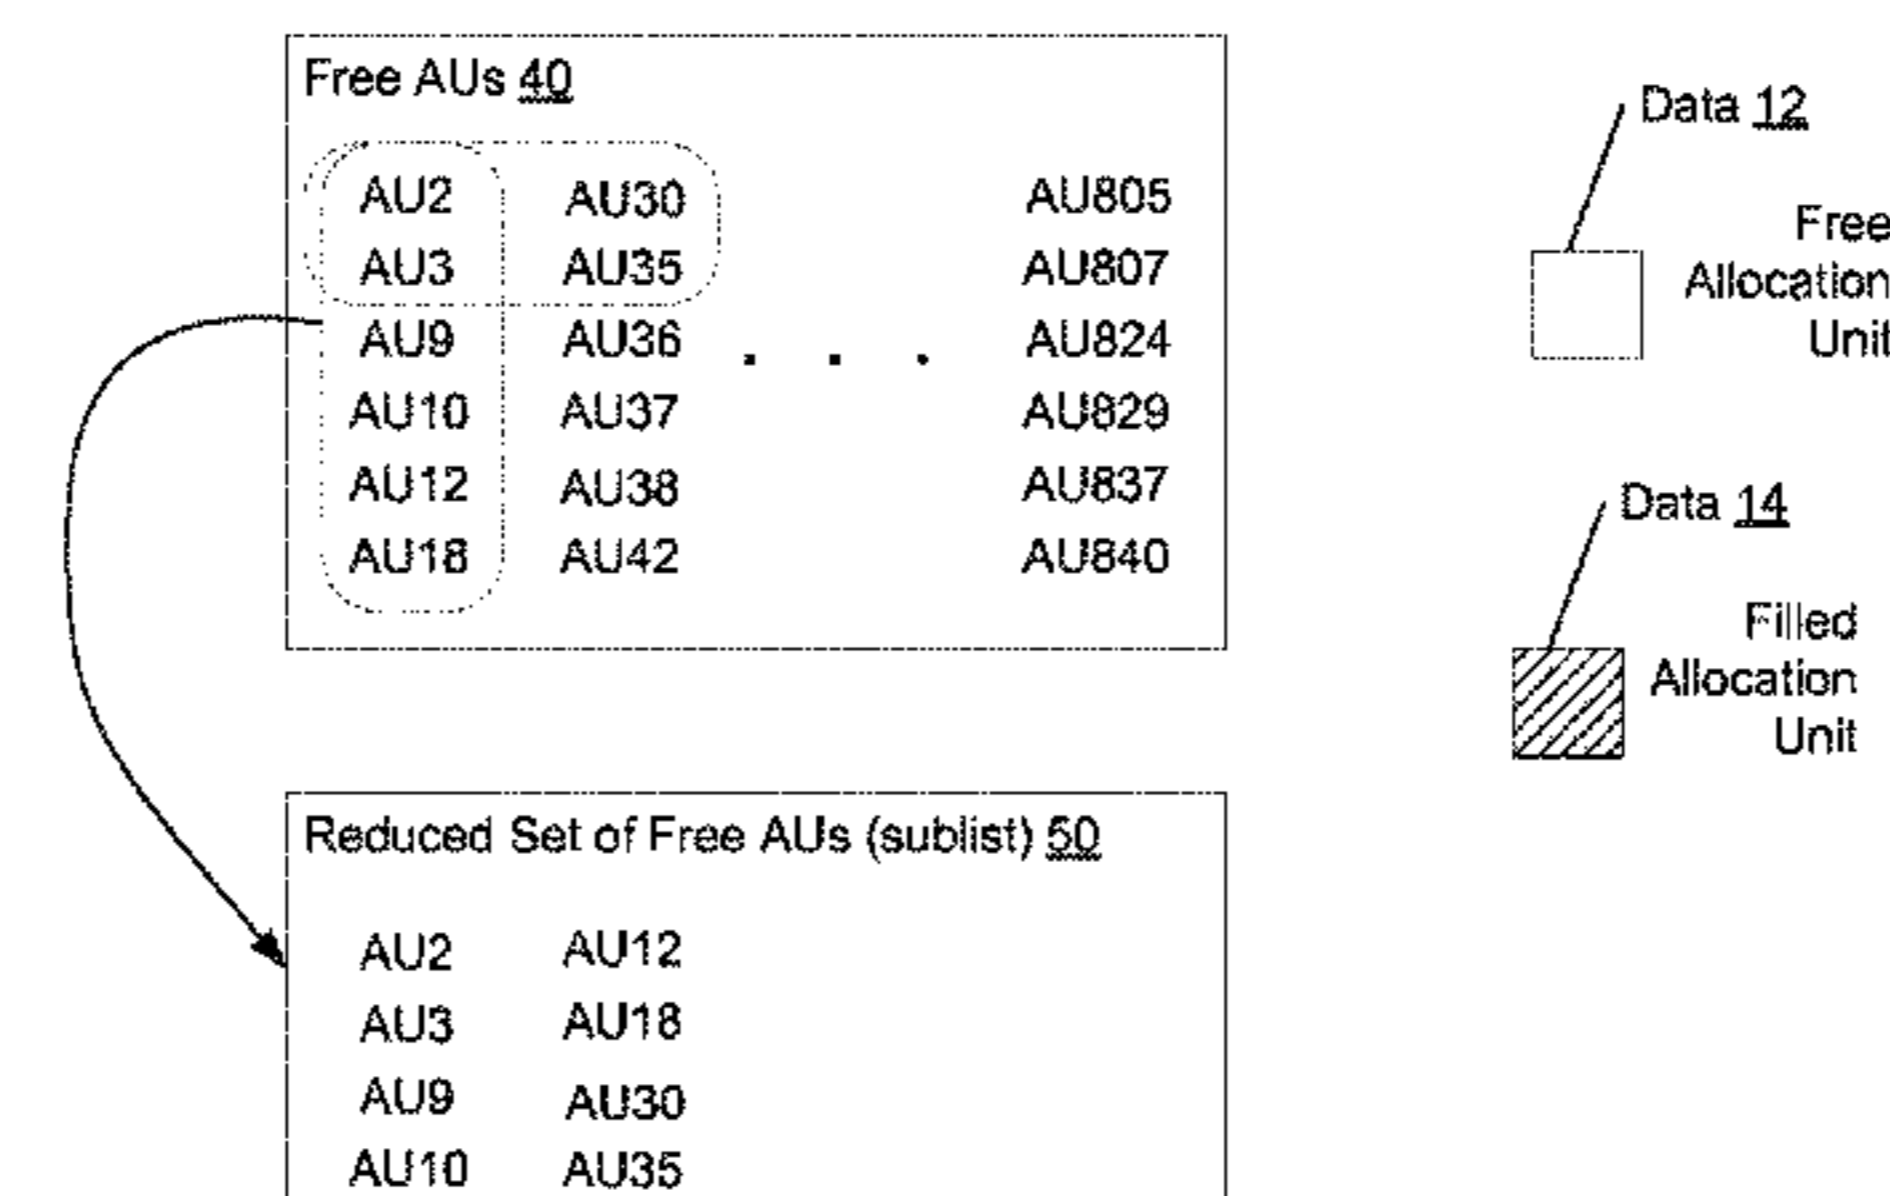 Free AUs 40
AU2 AU30 AU805
AU3 AU35 AU807
AU9 AU36 . . . AU824
AU10 AU37 AU829
AU12 AU38 AU837
AU18 AU42 AU840
Data 12
Free
Allocation
Unit
Data 14
Filled
Allocation
Unit
Reduced Set of Free AUs (sublist) 50
AU2 AU12
AU3 AU18
AU9 AU30
AU10 AU35